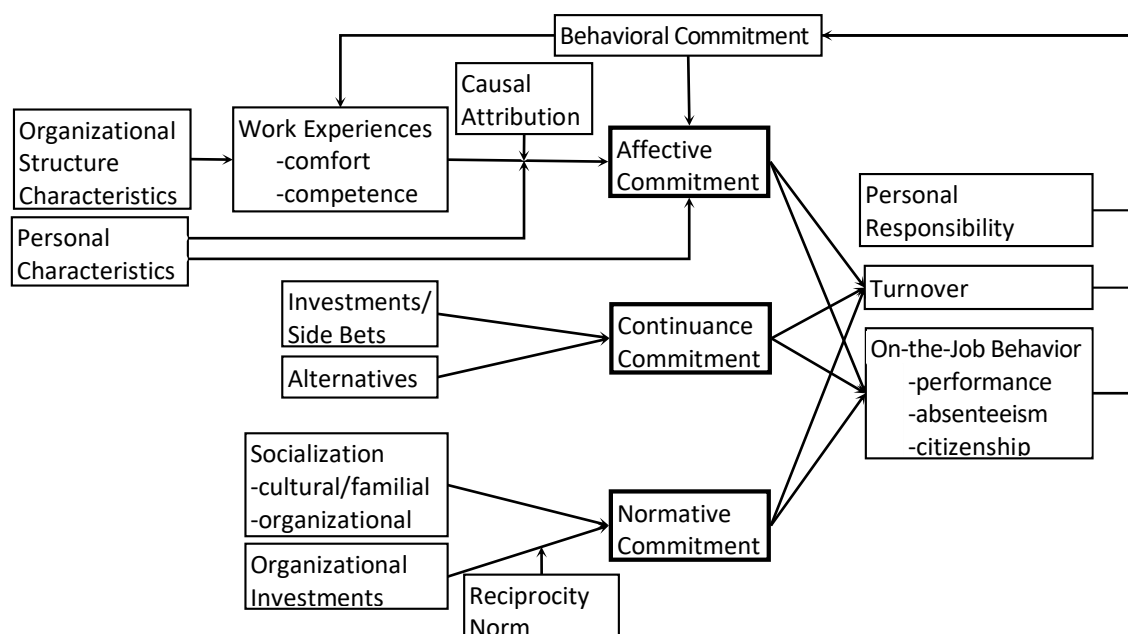 Behavioral Commitment
Causal
Attribution
Organizational
Structure
Characteristics
Work Experiences
-comfort
-competence
Affective
Commitment
Personal
Responsibility
Personal
Characteristics
Turnover
Investments/
Side Bets
Continuance
Commitment
Alternatives
On-the-Job Behavior
-performance
-absenteeism
-citizenship
Socialization
-cultural/familial
-organizational
Normative
Commitment
Organizational
Investments
Reciprocity
Norm